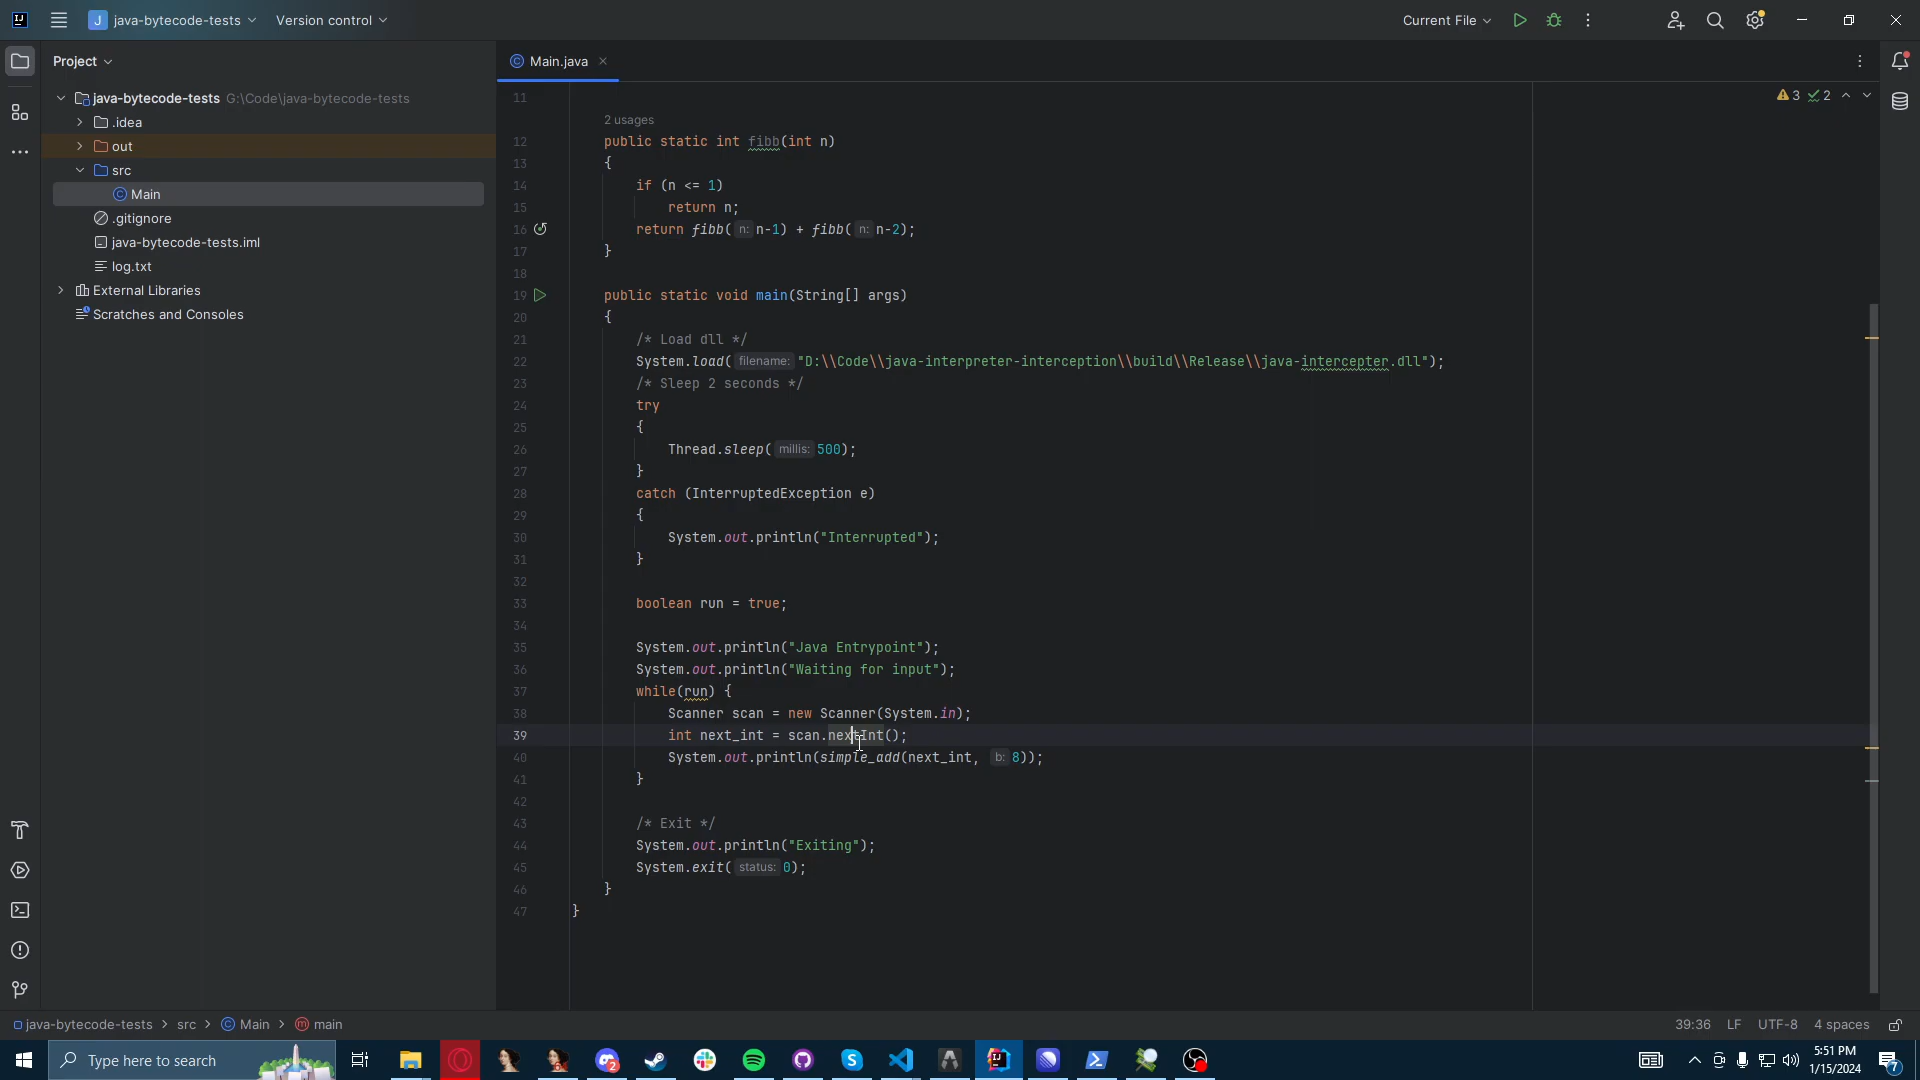 java-bytecode-tests
Version control
Current File
Project
Main.java
java-bytecode-tests G:\Code\java-bytecode-tests
.idea
out
src
Main
.gitignore
java-bytecode-tests.iml
log.txt
External Libraries
Scratches and Consoles
3 2
11
2 usages
12 public static int fibb(int n)
13 {
14 if (n <= 1)
15 return n;
16 return fibb( n: n-1) + fibb( n: n-2);
17 }
18
19 public static void main(String[] args)
20 {
21 /* Load dll */
22 System.load( filename: "D:\\Code\\java-interpreter-interception\\build\\Release\\java-intercepter.dll");
23 /* Sleep 2 seconds */
24 try
25 {
26 Thread.sleep( millis: 500);
27 }
28 catch (InterruptedException e)
29 {
30 System.out.println("Interrupted");
31 }
32
33 boolean run = true;
34
35 System.out.println("Java Entrypoint");
36 System.out.println("Waiting for input");
37 while(run) {
38 Scanner scan = new Scanner(System.in);
39 int next_int = scan.nextInt();
40 System.out.println(simple_add(next_int, b: 8));
41 }
42
43 /* Exit */
44 System.out.println("Exiting");
45 System.exit( status: 0);
46 }
47 }
java-bytecode-tests > src > Main > main
39:36 LF UTF-8 4 spaces
Type here to search
5:51 PM
1/15/2024
2
7